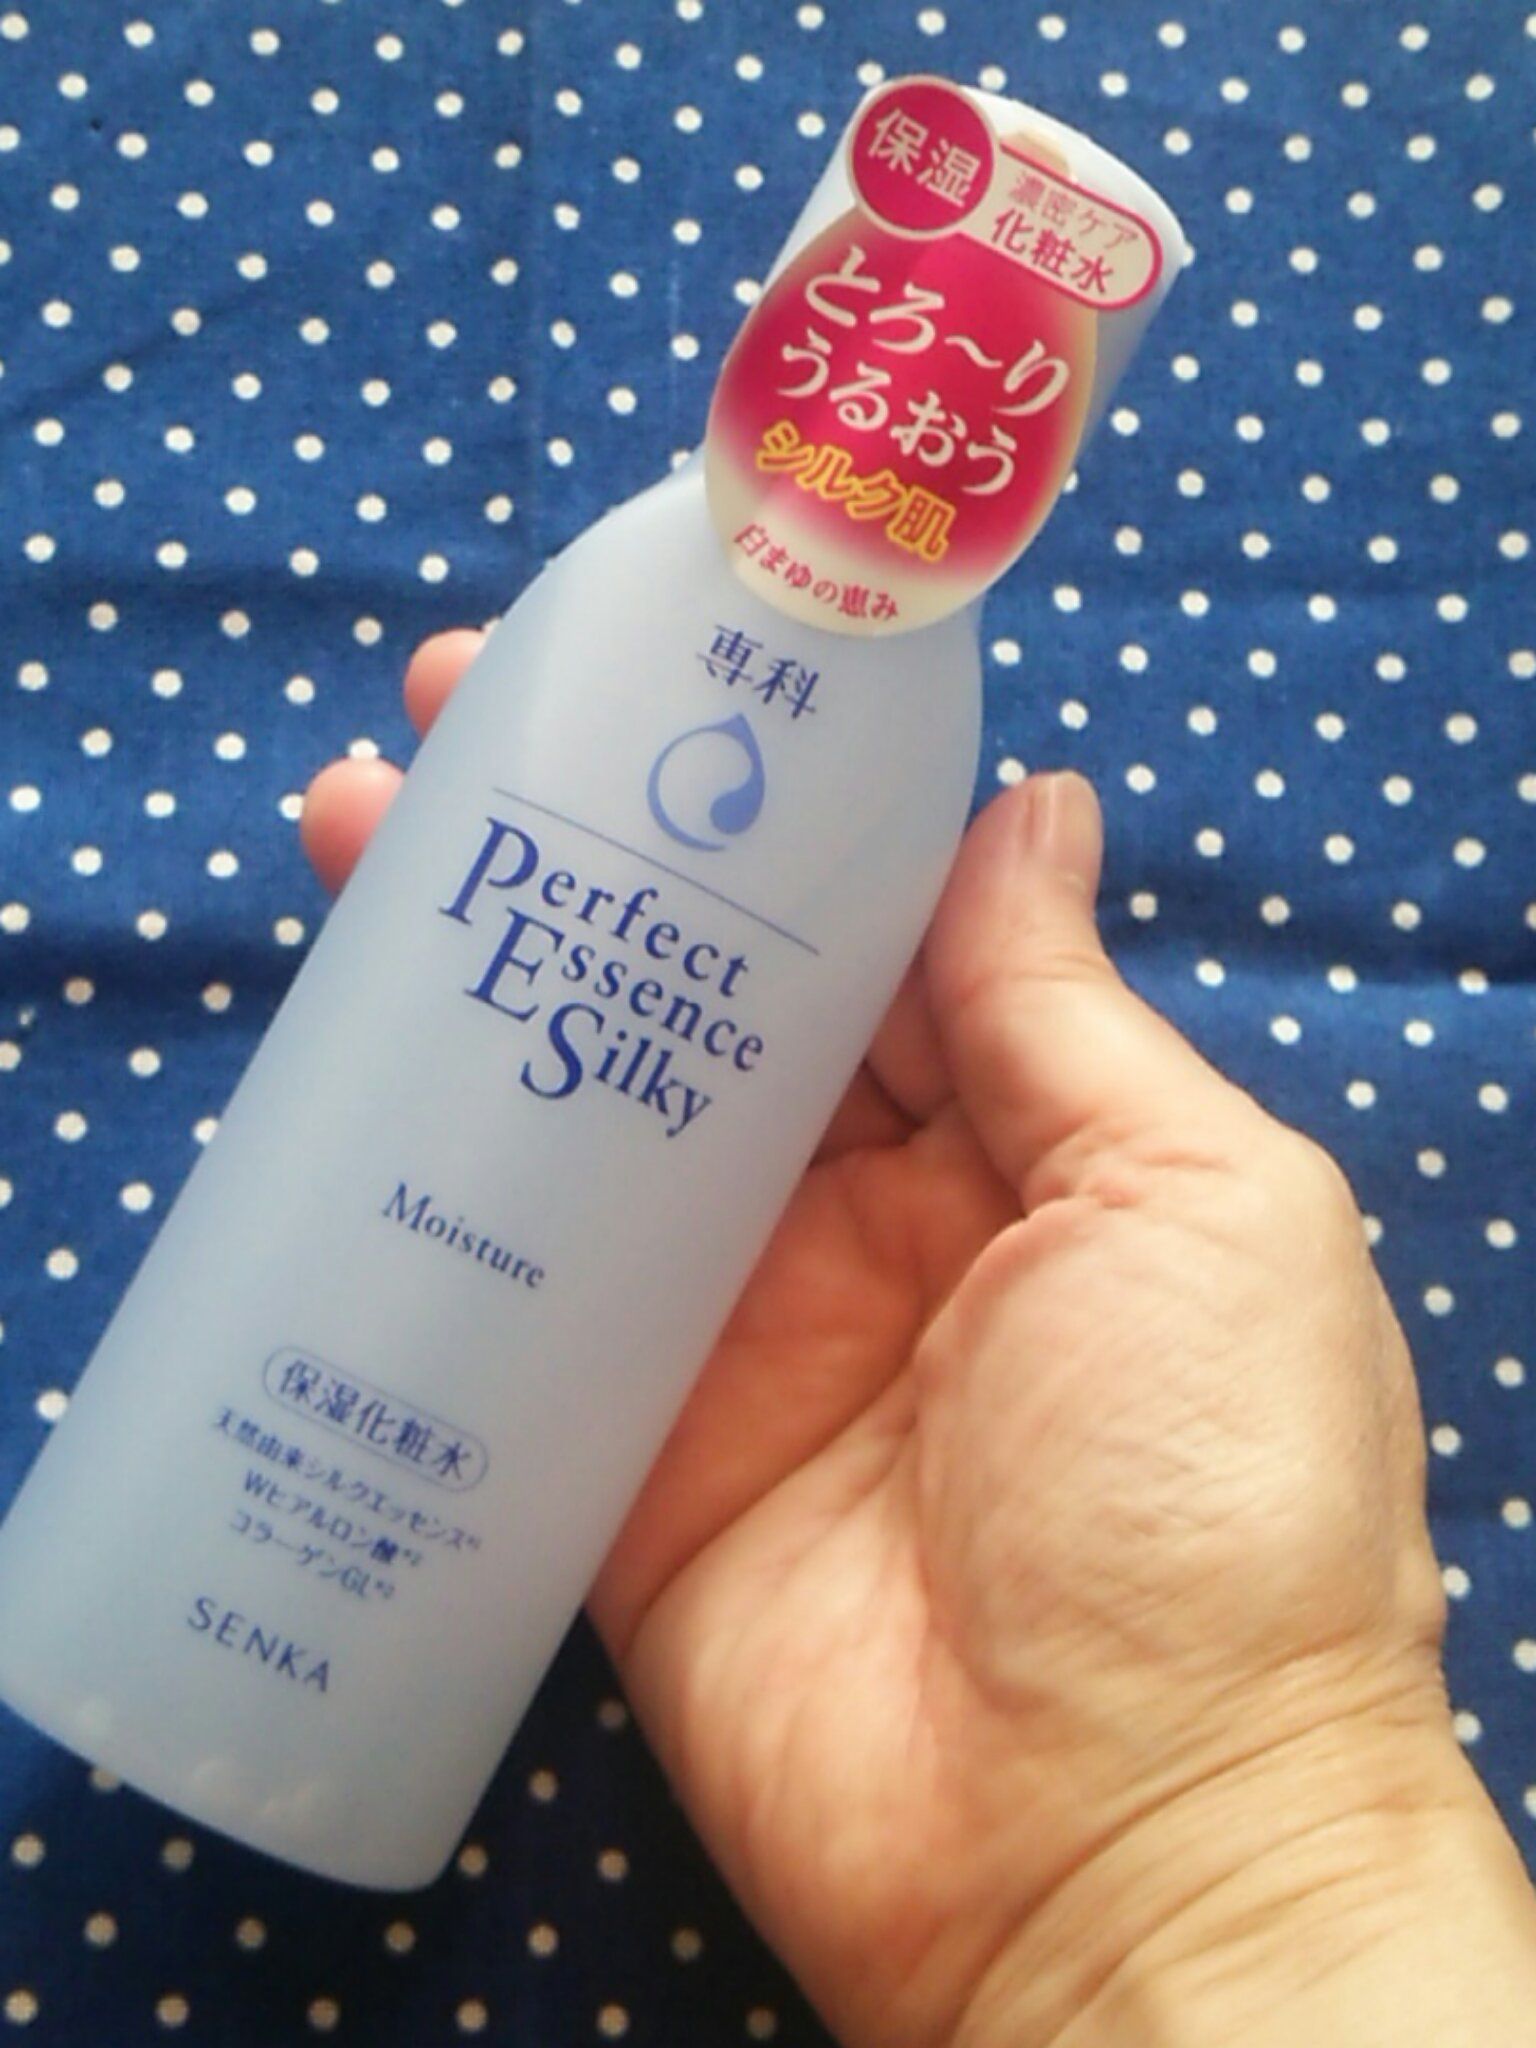 保湿
濃密ケア
化粧水
とろ〜り
うるおう
シルク肌
白まゆの恵み
専科
Perfect
Essence
Silky
Moisture
保湿化粧水
天然由来シルクエッセンス*1
Wヒアルロン酸*2
コラーゲンGL*2
SENKA